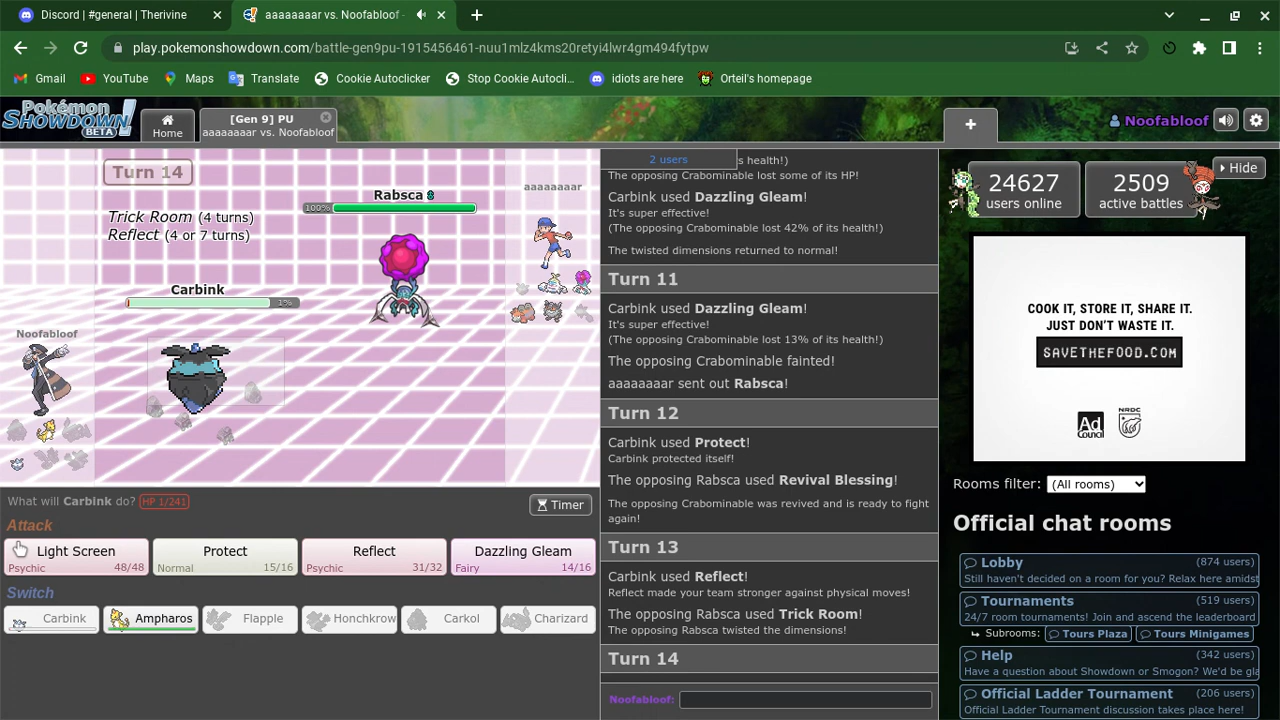 Discord | #general | Therivine
aaaaaaaar vs. Noofabloof -
play.pokemonshowdown.com/battle-gen9pu-1915456461-nuu1mlz4kms20retyi4lwr4gm494fytpw
Gmail
YouTube
Maps
Translate
Cookie Autoclicker
Stop Cookie Autocli...
idiots are here
Orteil's homepage
Pokémon
SHOWDOWN!
BETA
Home
[Gen 9] PU
aaaaaaaar vs. Noofabloof
+
Noofabloof
Turn 14
Trick Room (4 turns)
Reflect (4 or 7 turns)
Rabsca
100%
aaaaaaaar
Carbink
1%
Noofabloof
What will Carbink do? HP 1/241
Timer
Attack
Light Screen
Psychic 48/48
Protect
Normal 15/16
Reflect
Psychic 31/32
Dazzling Gleam
Fairy 14/16
Switch
Carbink
Ampharos
Flapple
Honchkrow
Carkol
Charizard
2 users
s health!)
The opposing Crabominable lost some of its HP!
Carbink used Dazzling Gleam!
It's super effective!
(The opposing Crabominable lost 42% of its health!)
The twisted dimensions returned to normal!
Turn 11
Carbink used Dazzling Gleam!
It's super effective!
(The opposing Crabominable lost 13% of its health!)
The opposing Crabominable fainted!
aaaaaaaar sent out Rabsca!
Turn 12
Carbink used Protect!
Carbink protected itself!
The opposing Rabsca used Revival Blessing!
The opposing Crabominable was revived and is ready to fight
again!
Turn 13
Carbink used Reflect!
Reflect made your team stronger against physical moves!
The opposing Rabsca used Trick Room!
The opposing Rabsca twisted the dimensions!
Turn 14
Noofabloof:
24627
users online
2509
active battles
Hide
COOK IT, STORE IT, SHARE IT.
JUST DON'T WASTE IT.
SAVETHEFOOD.COM
Ad
Council
NRDC
Rooms filter: (All rooms)
Official chat rooms
Lobby (874 users)
Still haven't decided on a room for you? Relax here amidst
Tournaments (519 users)
24/7 room tournaments! Join and ascend the leaderboard
Subrooms: Tours Plaza Tours Minigames
Help (342 users)
Have a question about Showdown or Smogon? We'd be gla
Official Ladder Tournament (206 users)
Official Ladder Tournament discussion takes place here!